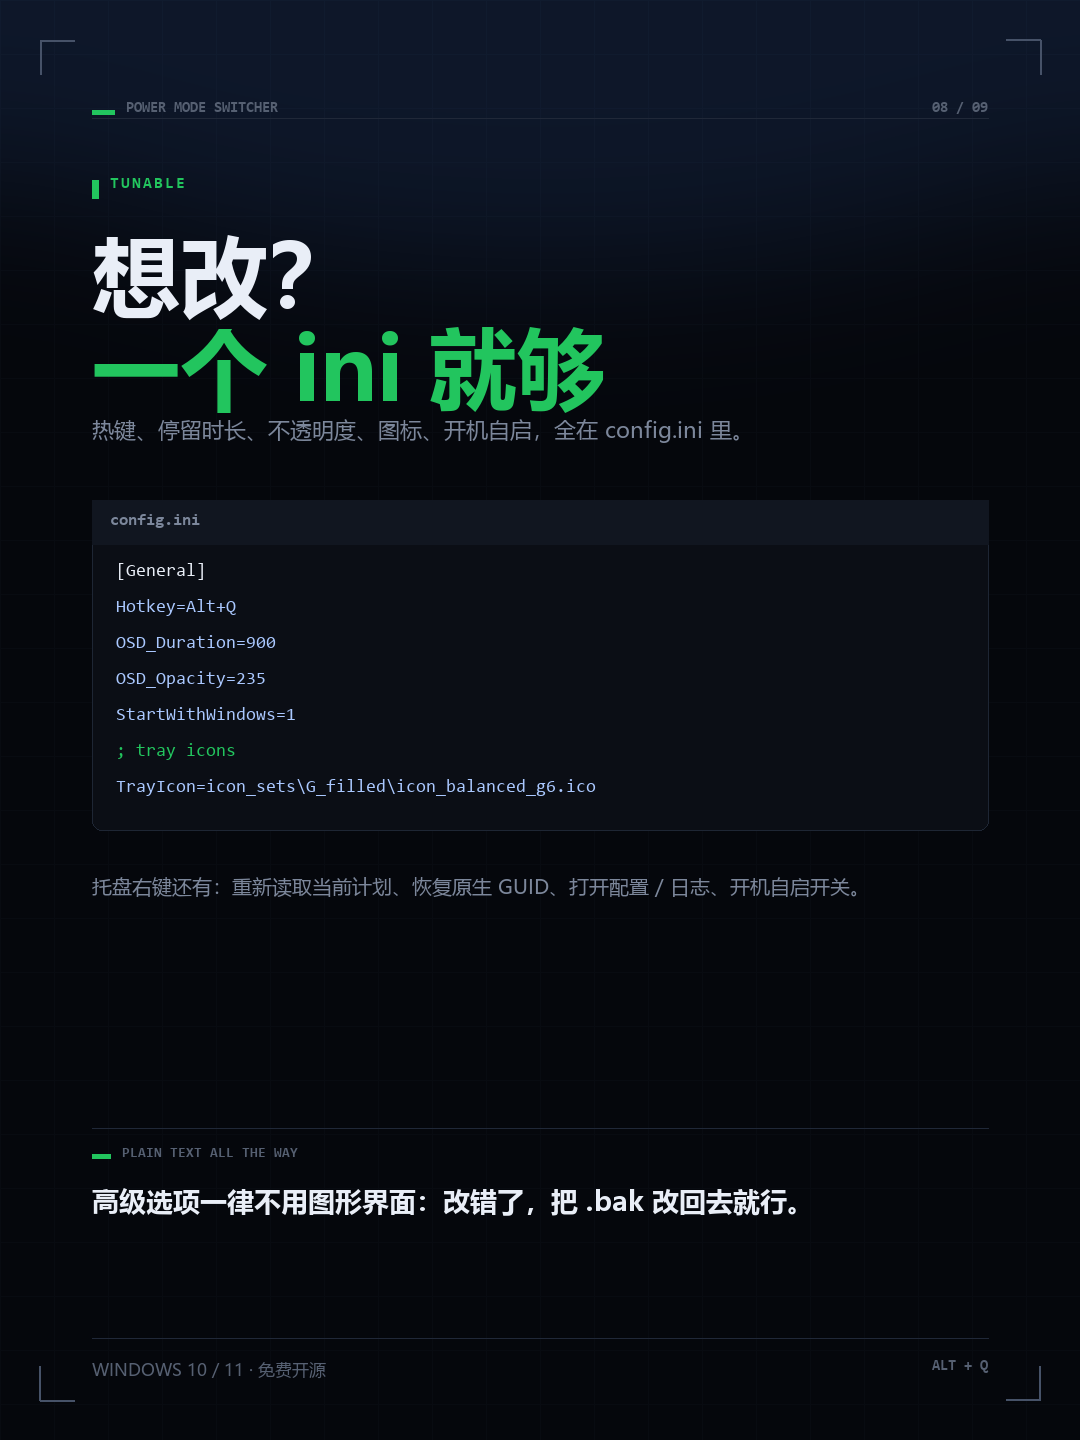 POWER MODE SWITCHER
08 / 09
TUNABLE
想改？
一个 ini 就够
热键、停留时长、不透明度、图标、开机自启，全在 config.ini 里。
config.ini
[General]
Hotkey=Alt+Q
OSD_Duration=900
OSD_Opacity=235
StartWithWindows=1
; tray icons
TrayIcon=icon_sets\G_filled\icon_balanced_g6.ico
托盘右键还有：重新读取当前计划、恢复原生 GUID、打开配置 / 日志、开机自启开关。
PLAIN TEXT ALL THE WAY
高级选项一律不用图形界面：改错了，把 .bak 改回去就行。
WINDOWS 10 / 11 · 免费开源
ALT + Q